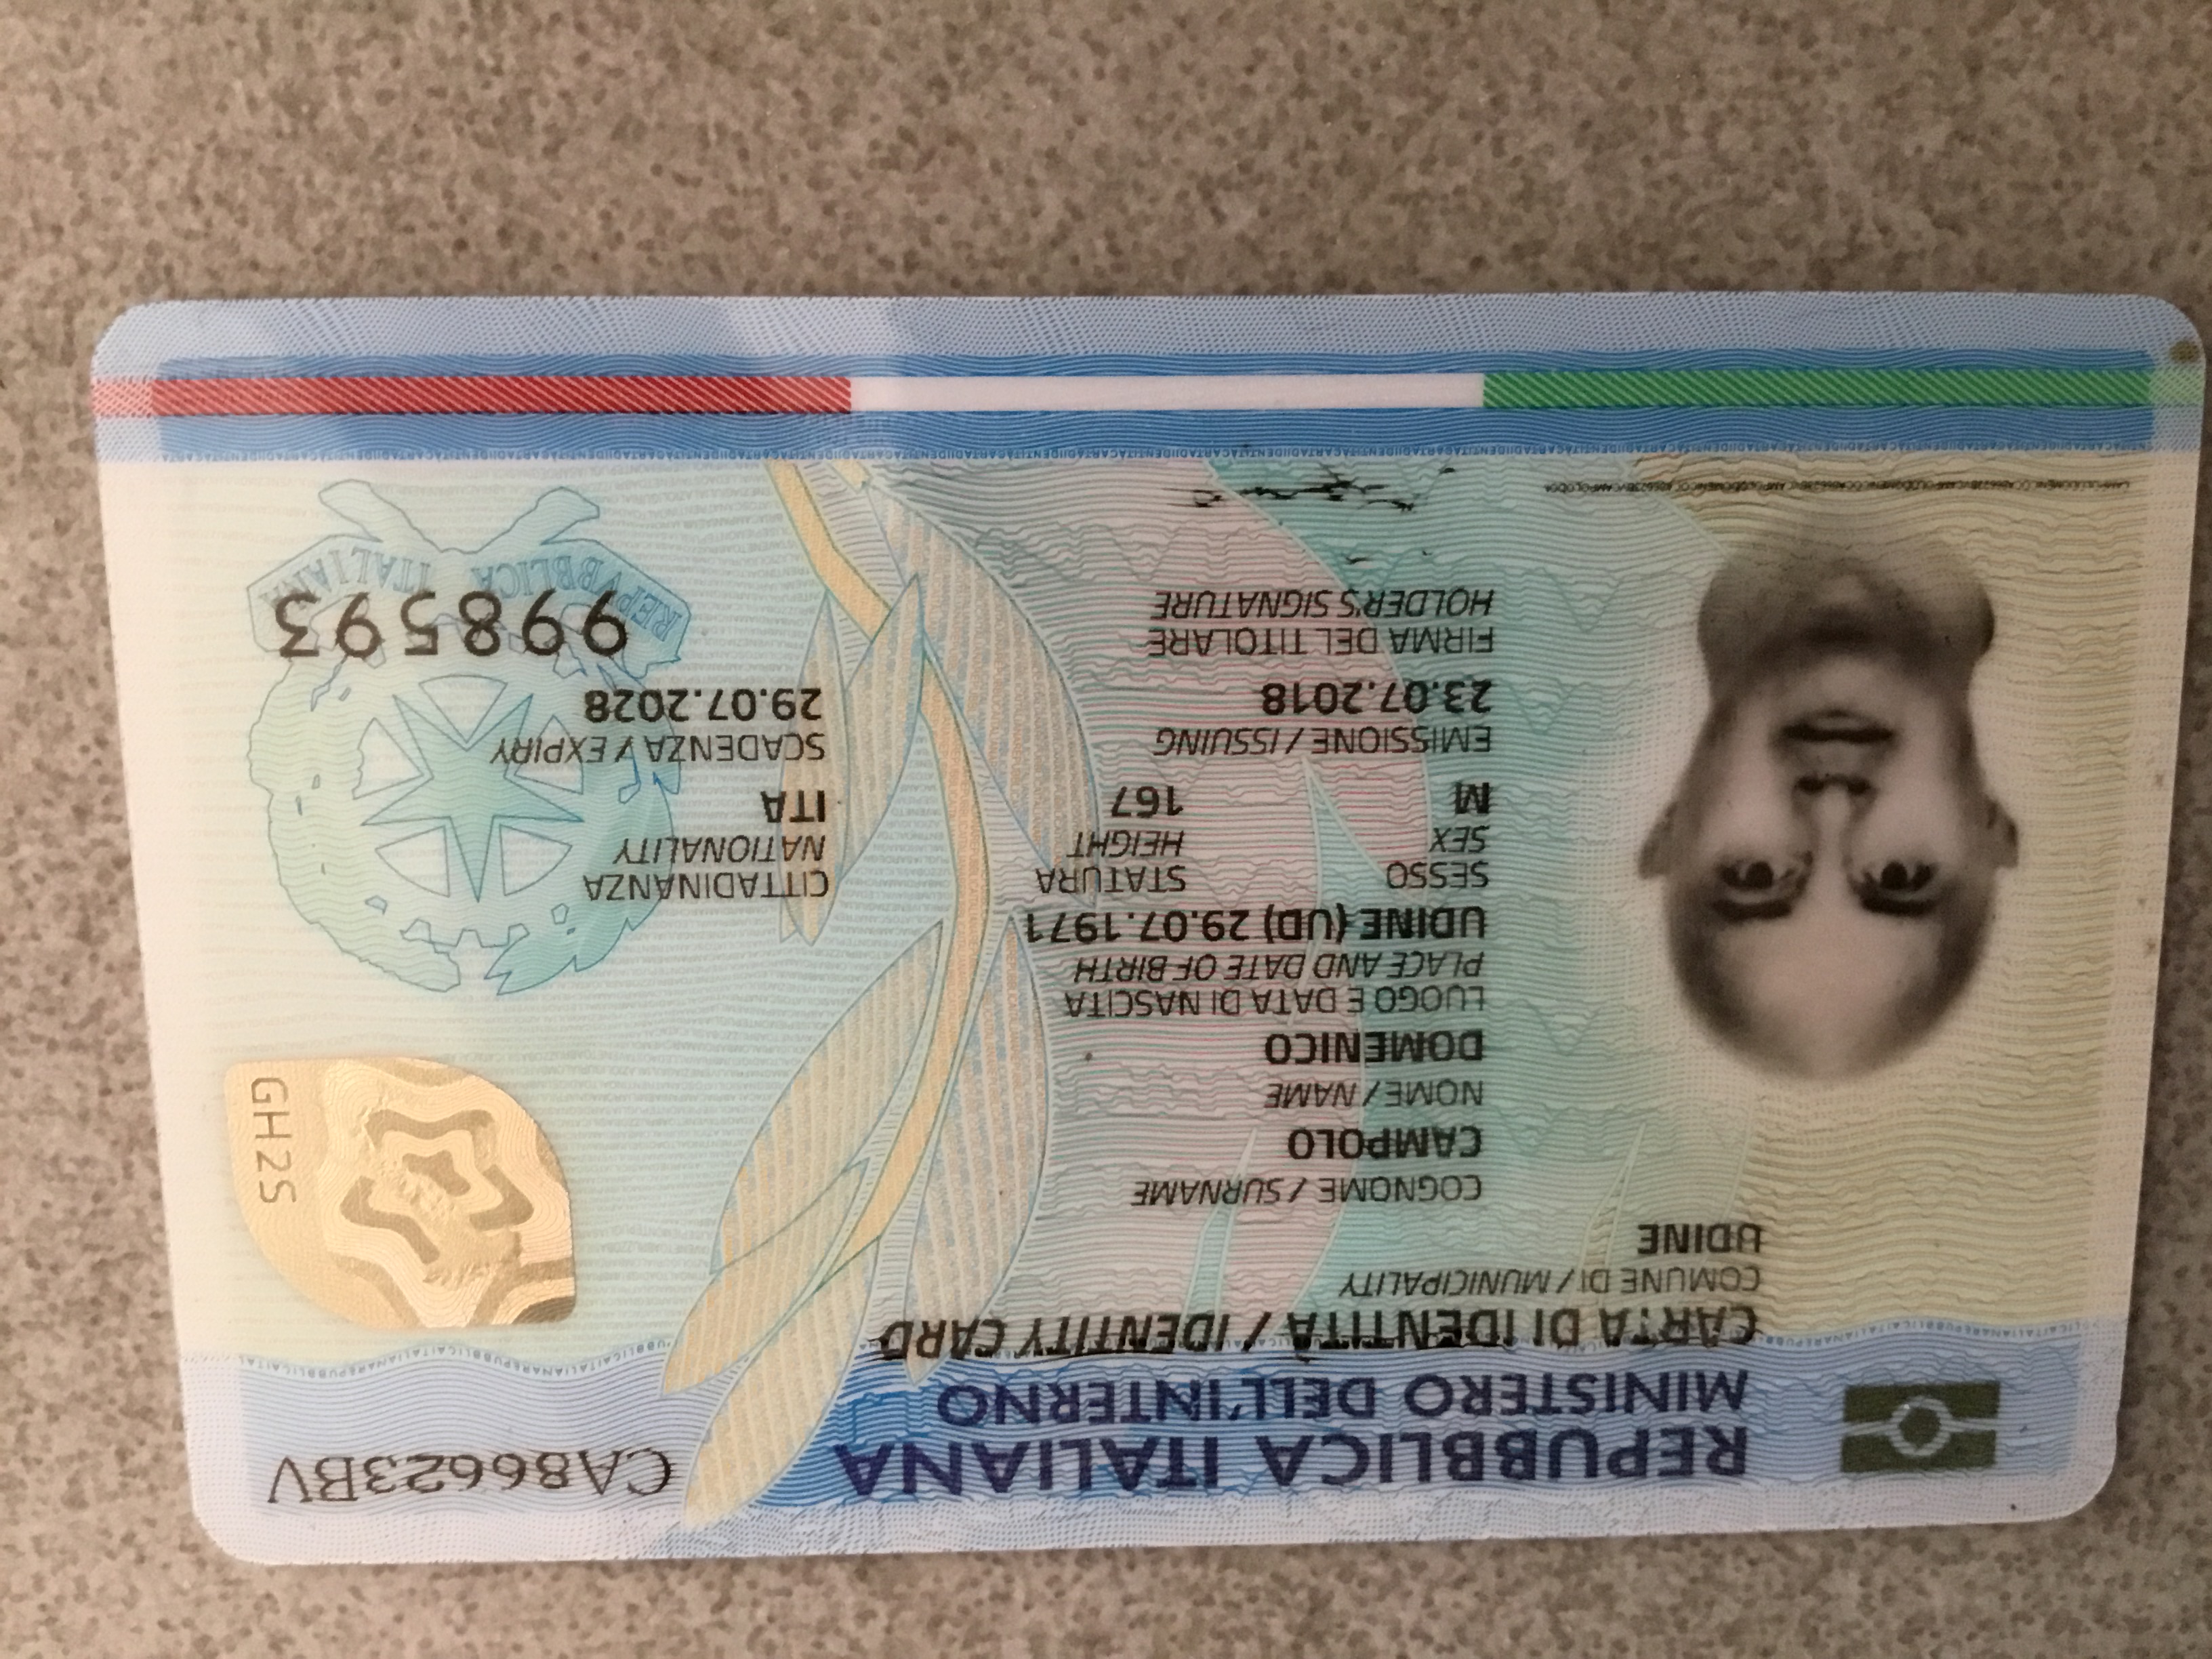 REPUBBLICA ITALIANA
CA86623BV
MINISTERO DELL'INTERNO
CARTA DI IDENTITÀ / IDENTITY CARD
COMUNE DI / MUNICIPALITY
UDINE
COGNOME / SURNAME
CAMPOLO
GH2S
NOME / NAME
DOMENICO
LUOGO E DATA DI NASCITA
PLACE AND DATE OF BIRTH
UDINE (UD) 29.07.1971
SESSO STATURA CITTADINANZA
SEX HEIGHT NATIONALITY
M 167 ITA
EMISSIONE / ISSUING SCADENZA / EXPIRY
23.07.2018 29.07.2028
FIRMA DEL TITOLARE 998593
HOLDER'S SIGNATURE REPVBBLICA ITALIANA